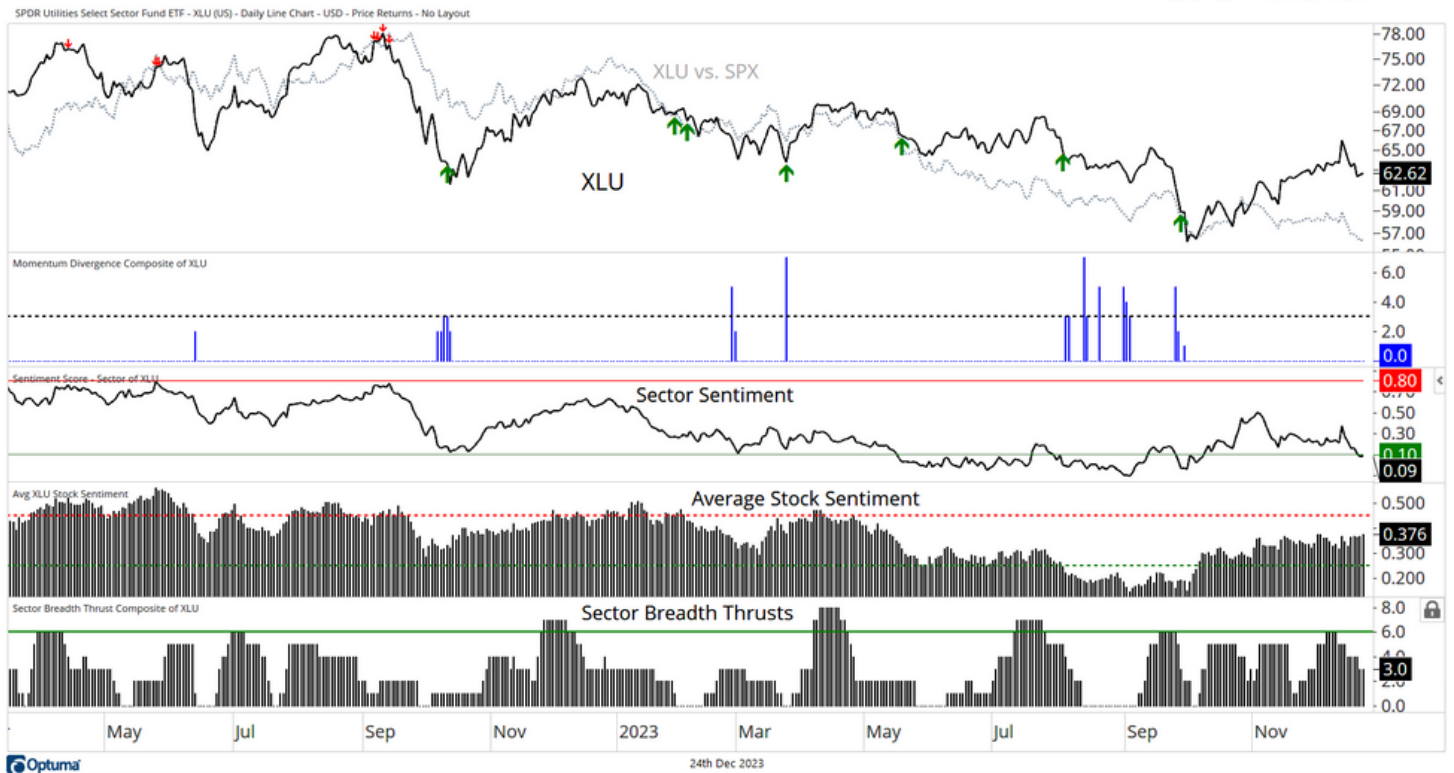 SPDR Utilities Select Sector Fund ETF - XLU (US) - Daily Line Chart - USD - Price Returns - No Layout
78.00
75.00
XLU vs. SPX
72.00
69.00
67.00
65.00
62.62
XLU
61.00
59.00
57.00
55.00
Momentum Divergence Composite of XLU
6.0
4.0
2.0
0.0
Sentiment Score - Sector of XLU
0.80
0.70
Sector Sentiment
0.50
0.30
0.10
0.09
Avg XLU Stock Sentiment
Average Stock Sentiment
0.500
0.376
0.300
0.200
Sector Breadth Thrust Composite of XLU
Sector Breadth Thrusts
8.0
6.0
4.0
3.0
2.0
0.0
May
Jul
Sep
Nov
2023
Mar
May
Jul
Sep
Nov
Optuma
24th Dec 2023